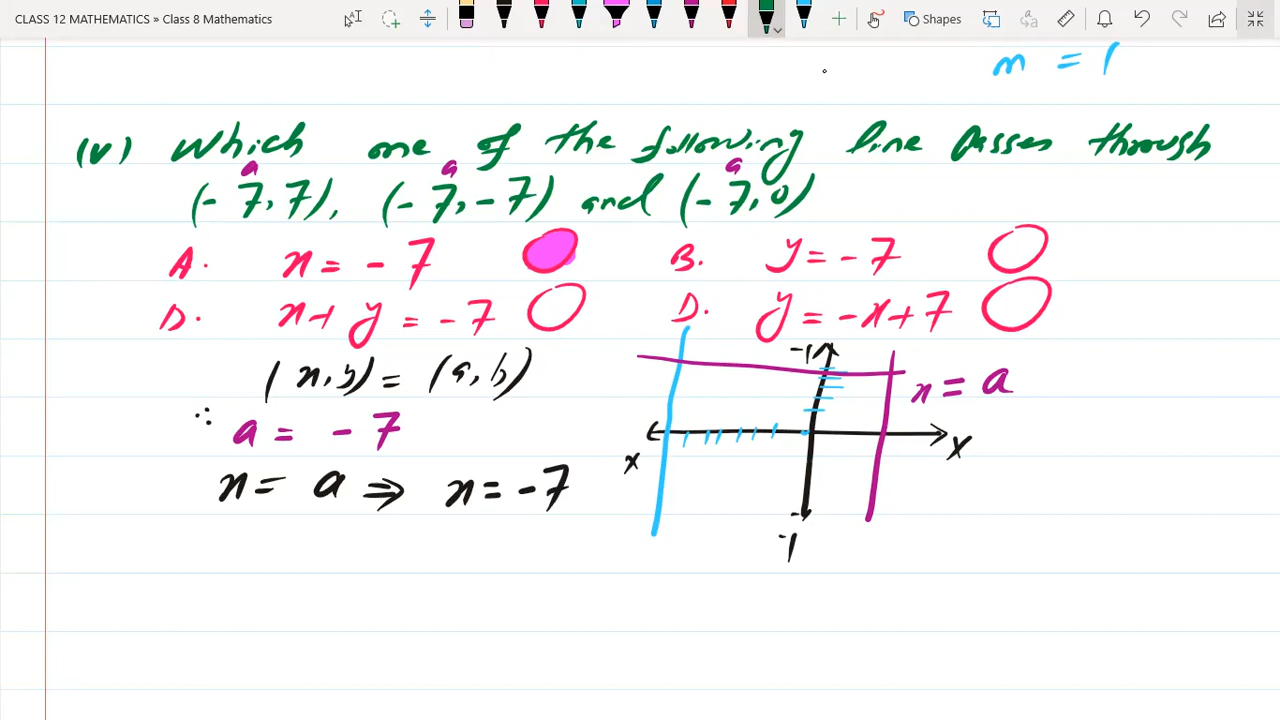 CLASS 12 MATHEMATICS » Class 8 Mathematics
Shapes
m = 1
(v) Which one of the following line passes through
a a a
(-7,7), (-7,-7) and (-7,0)
A. x = -7 B. y = -7
D. x + y = -7 D. y = -x+7
(x,y) = (a,b)
∵ a = -7
x = a
x = a ⇒ x = -7
x X